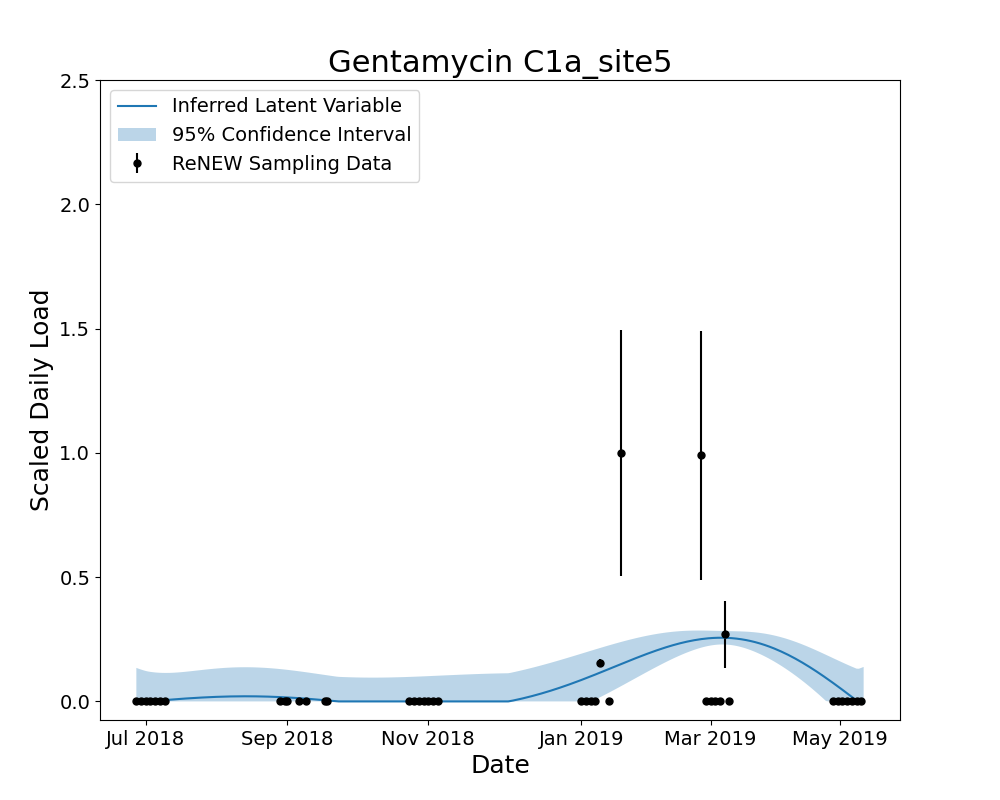 Gentamycin C1a_site5
Inferred Latent Variable
95% Confidence Interval
ReNEW Sampling Data
Scaled Daily Load
2.5
2.0
1.5
1.0
0.5
0.0
Jul 2018 Sep 2018 Nov 2018 Jan 2019 Mar 2019 May 2019
Date